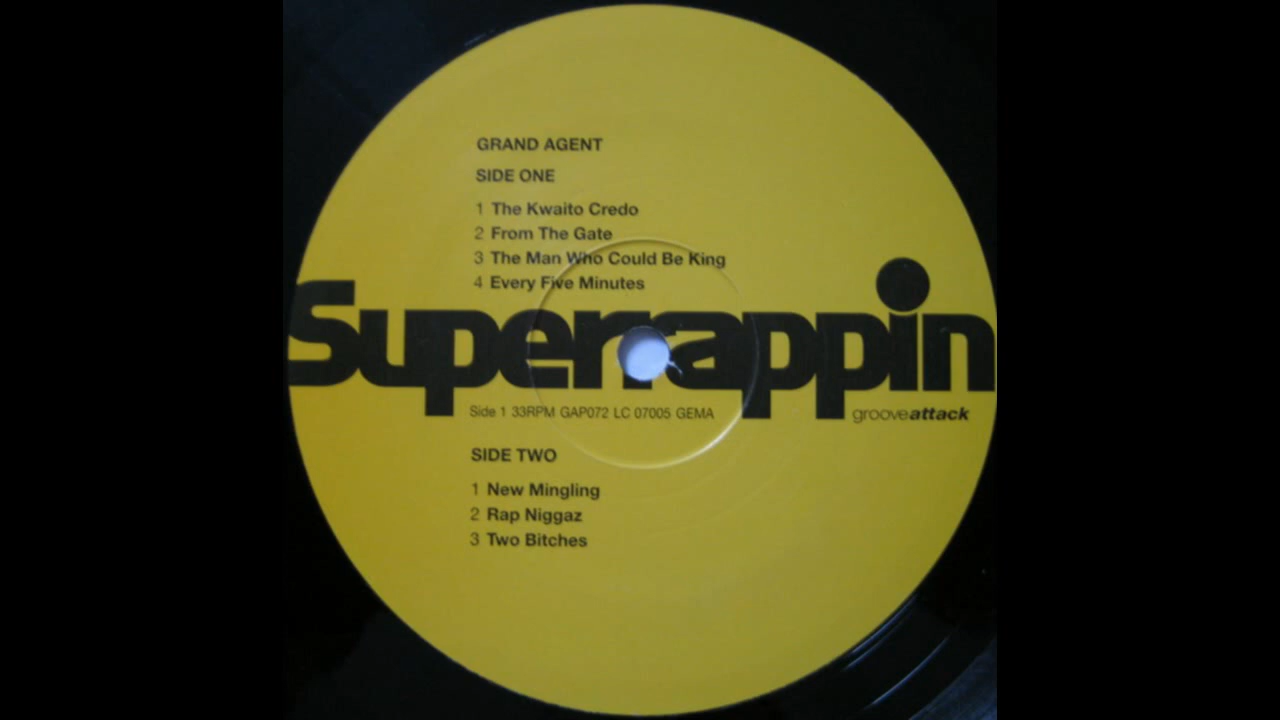 GRAND AGENT
SIDE ONE
1 The Kwaito Credo
2 From The Gate
3 The Man Who Could Be King
4 Every Five Minutes
Superrappin
Side 1 33RPM GAP072 LC 07005 GEMA
grooveattack
SIDE TWO
1 New Mingling
2 Rap Niggaz
3 Two Bitches